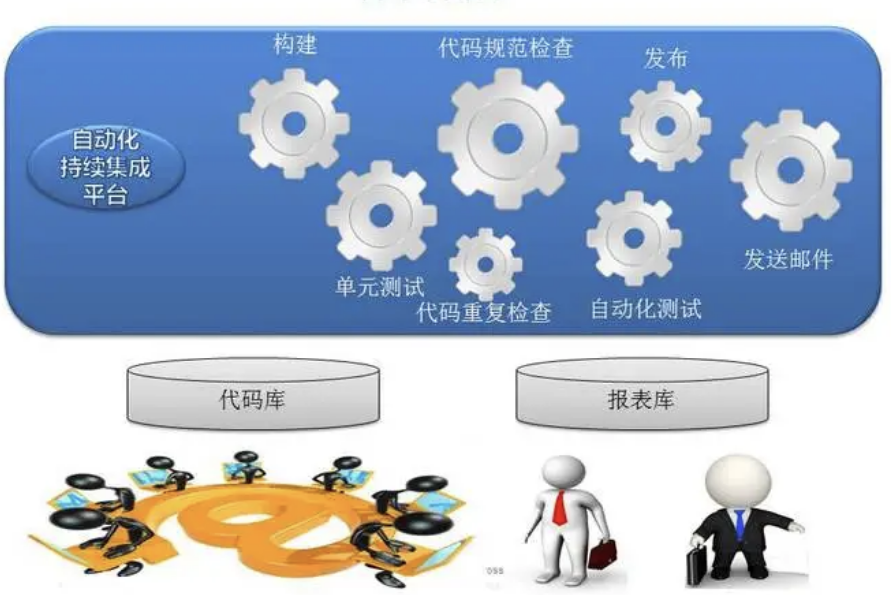 构建
代码规范检查
发布
自动化
持续集成
平台
单元测试
代码重复检查
自动化测试
发送邮件
代码库
报表库